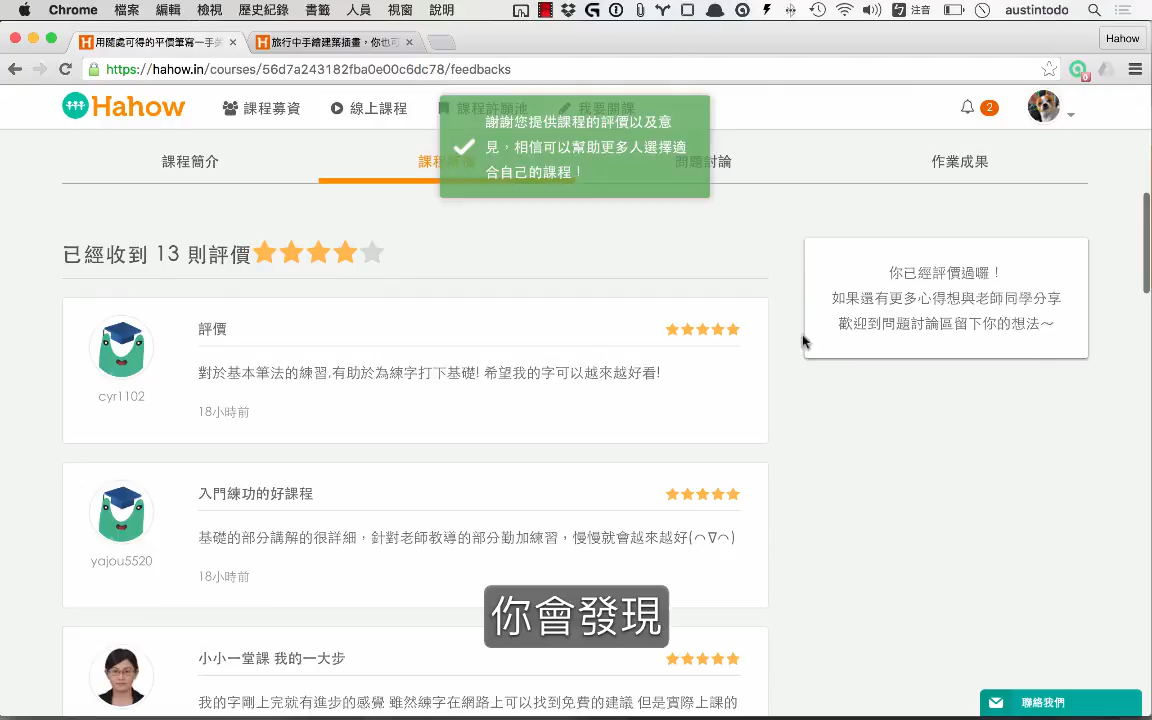 Chrome 檔案 編輯 檢視 歷史紀錄 書籤 人員 視窗 說明 注音 austintodo
用隨處可得的平價筆寫一手美 旅行中手繪建築插畫，你也可 Hahow
https://hahow.in/courses/56d7a243182fba0e00c6dc78/feedbacks 0
Hahow 課程募資 線上課程 課程許願池 我要開課 2
謝謝您提供課程的評價以及意
見，相信可以幫助更多人選擇適
合自己的課程！
課程簡介 課程評價 問題討論 作業成果
已經收到 13 則評價
你已經評價過囉！
如果還有更多心得想與老師同學分享
歡迎到問題討論區留下你的想法～
評價
對於基本筆法的練習,有助於為練字打下基礎! 希望我的字可以越來越好看!
cyr1102
18小時前
入門練功的好課程
基礎的部分講解的很詳細，針對老師教導的部分勤加練習，慢慢就會越來越好(⌒∇⌒)
yajou5520
18小時前
你會發現
小小一堂課 我的一大步
我的字剛上完就有進步的感覺 雖然練字在網路上可以找到免費的建議 但是實際上課的
聯絡我們